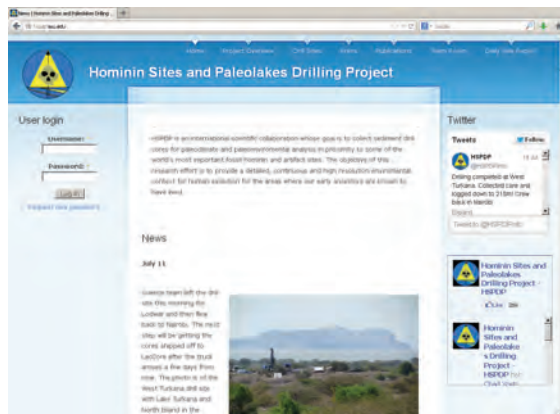 News | Hominin Sites and Paleolakes Drilling ...
Home
Project Overview
Drill Sites
Publications
Hominin Sites and Paleolakes Drilling Project
User login
Username:
Password:
Log in
Request new password
HSPDP is an international scientific collaboration whose goal is to collect sediment drill
cores for paleoclimate and paleoenvironmental analysis in proximity to some of the
world's most important fossil hominin and artifact sites. The objective of this
research effort is to provide a detailed, continuous and high resolution environmental
context for human selection for the areas where our early ancestors are known to
have lived.
News
July 11
team left the drill
site this morning for
Lodwar and then flew
back to Nairobi. The next
step will be getting the
cores shipped off to
LacCore after the truck
arrives a few days from
now. The photo is of the
West Turkana drill site
with Lake Turkana and
North Island in the
Twitter
Tweets
Follow
HSPDP
Drilling completed at West
Turkana. Collected core and
logged down to 216m! Crew
back in Nairobi
Expand
Hominin Sites and
Paleolakes
Drilling Project -
HSPDP
Like
Hominin
Sites and
Paleolake
s Drilling
Project -
HSPDP